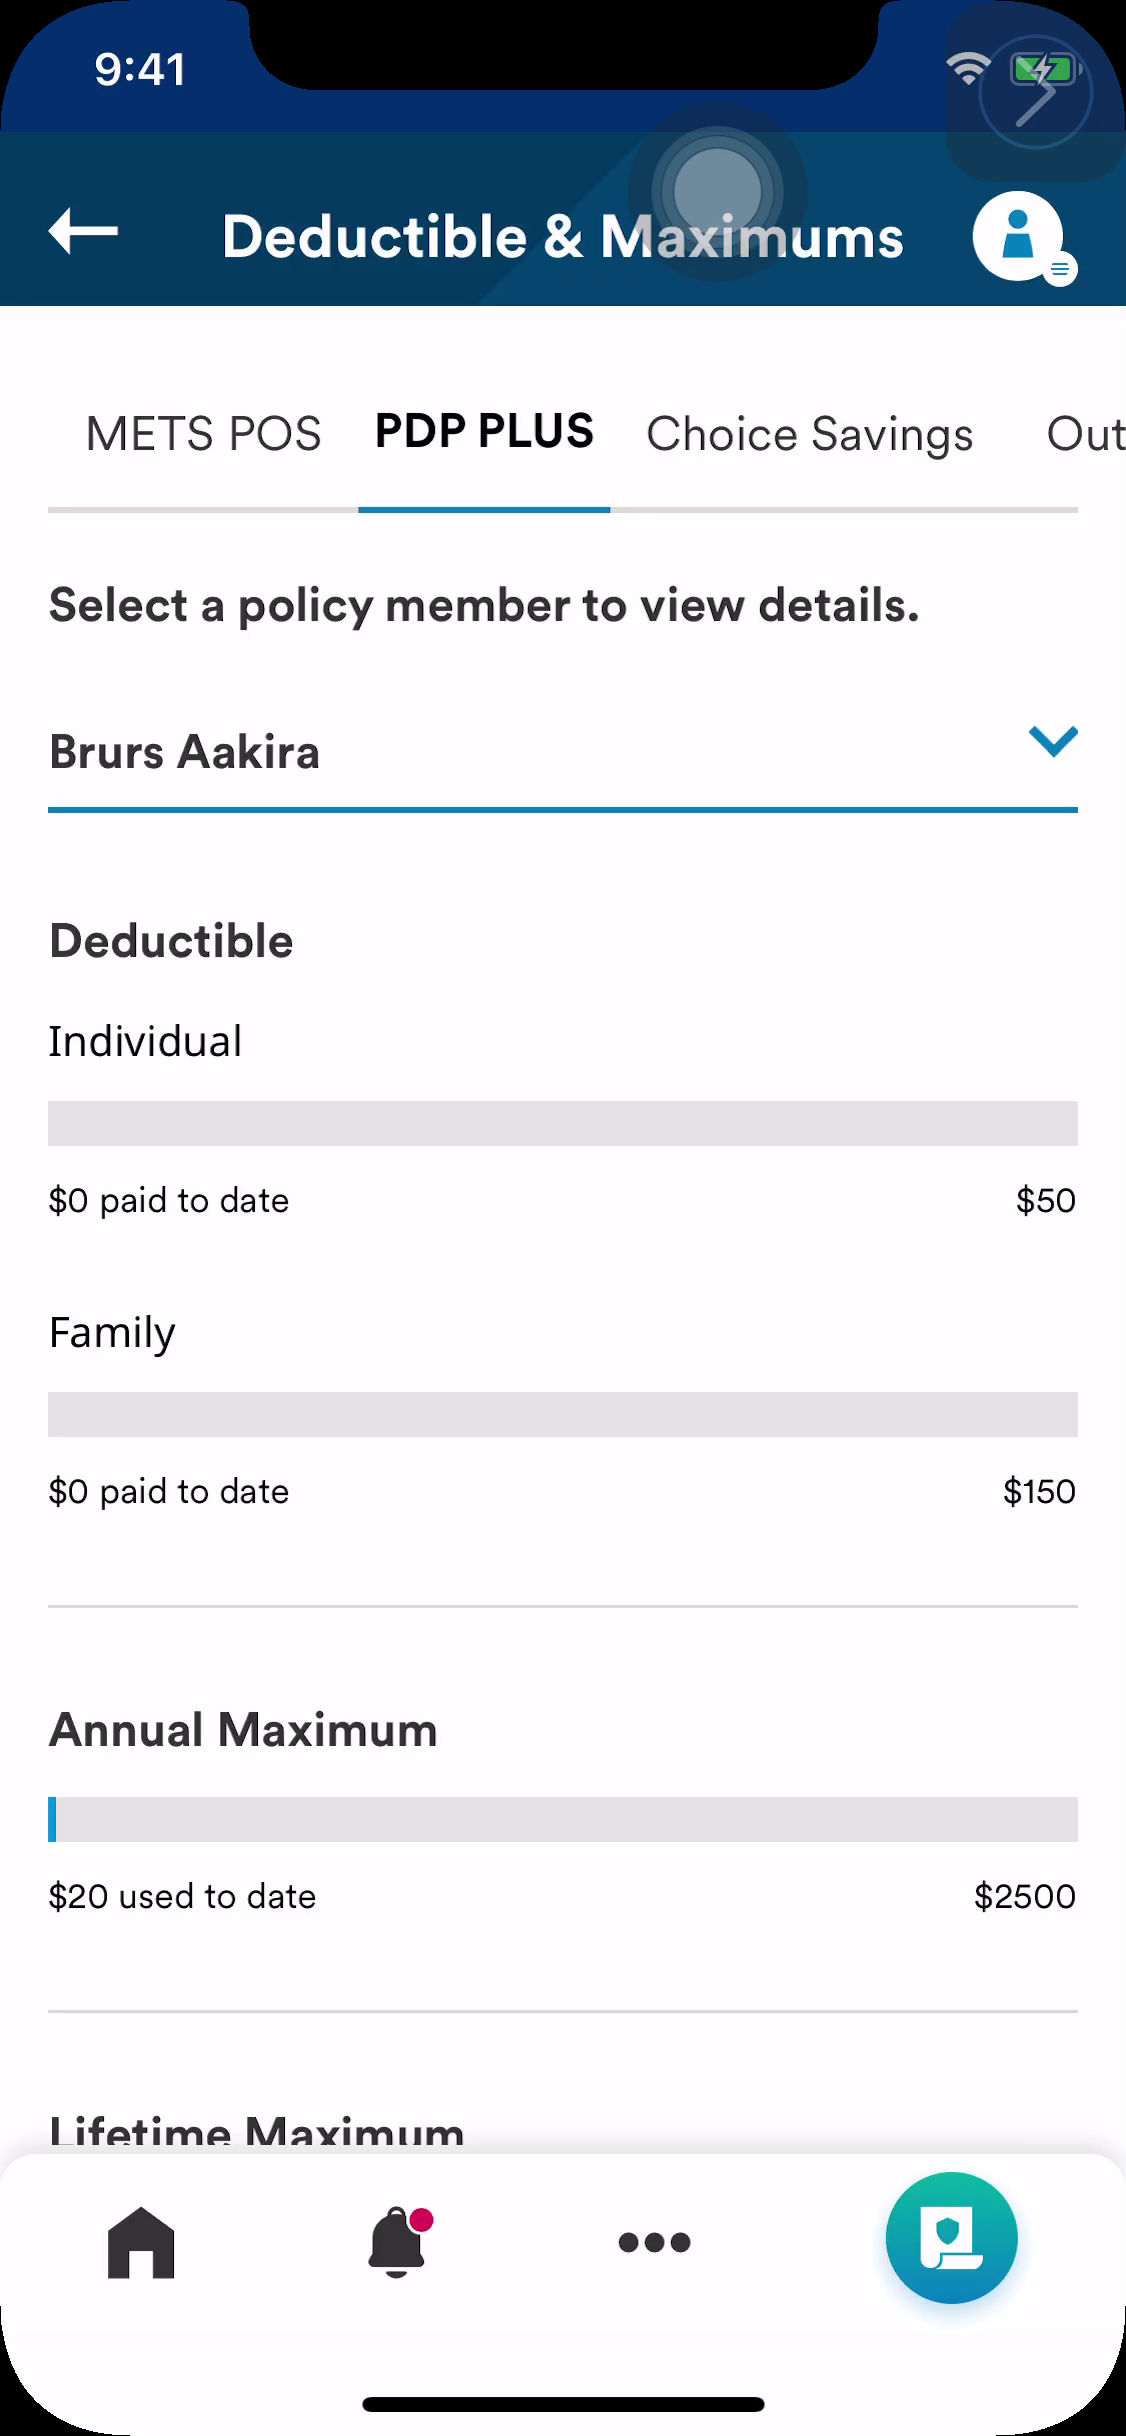 9:41
Deductible & Maximums
METS POS PDP PLUS Choice Savings Out
Select a policy member to view details.
Brurs Aakira
Deductible
Individual
$0 paid to date $50
Family
$0 paid to date $150
Annual Maximum
$20 used to date $2500
Lifetime Maximum